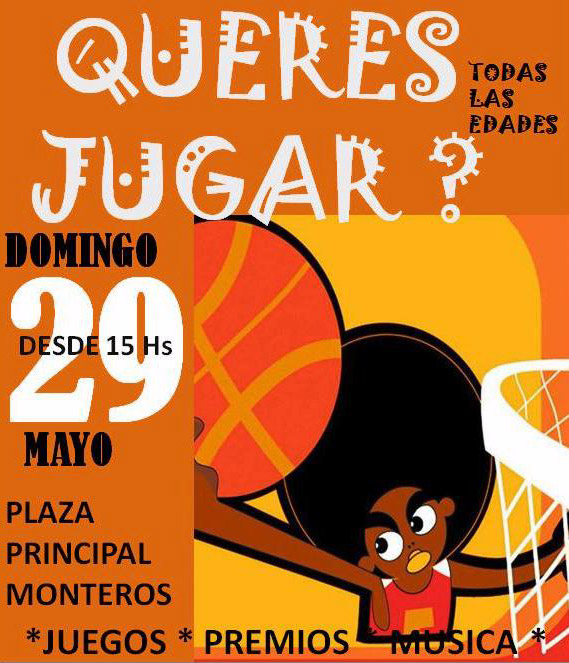 QUERES
TODAS
LAS
EDADES
JUGAR ?
DOMINGO
29
DESDE 15 Hs
MAYO
PLAZA
PRINCIPAL
MONTEROS
*JUEGOS * PREMIOS * MUSICA *